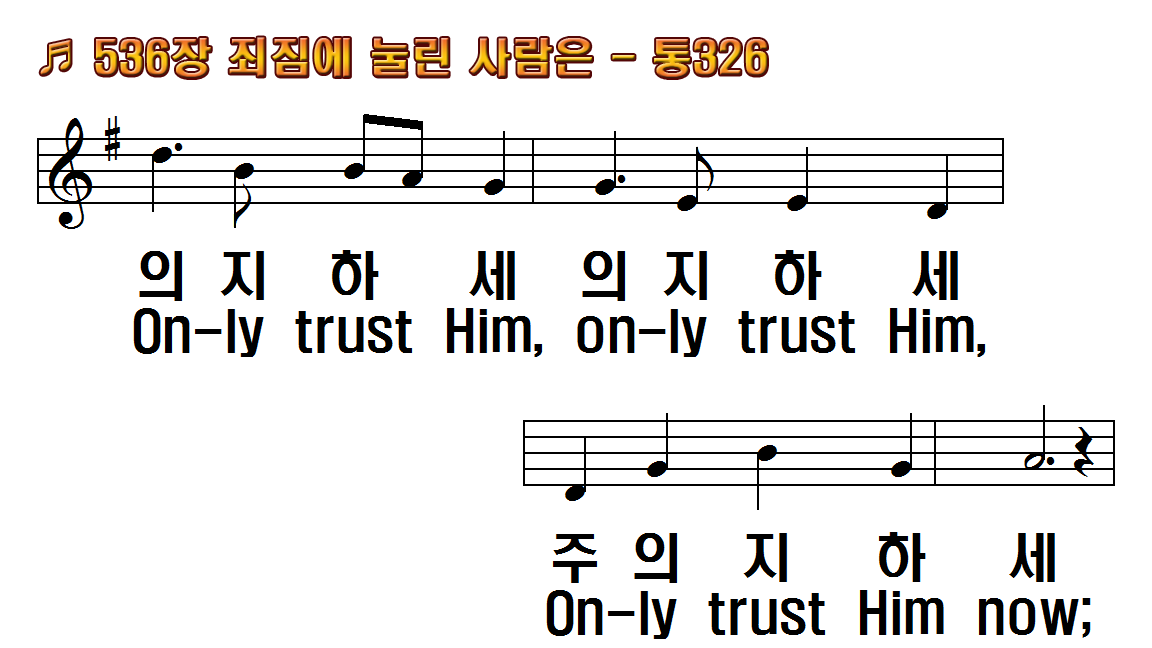 ♬ 536장 죄짐에 눌린 사람은 - 통326
의 지 하 세 의 지 하 세
On-ly trust Him, on-ly trust Him,
주 의 지 하 세
On-ly trust Him now;